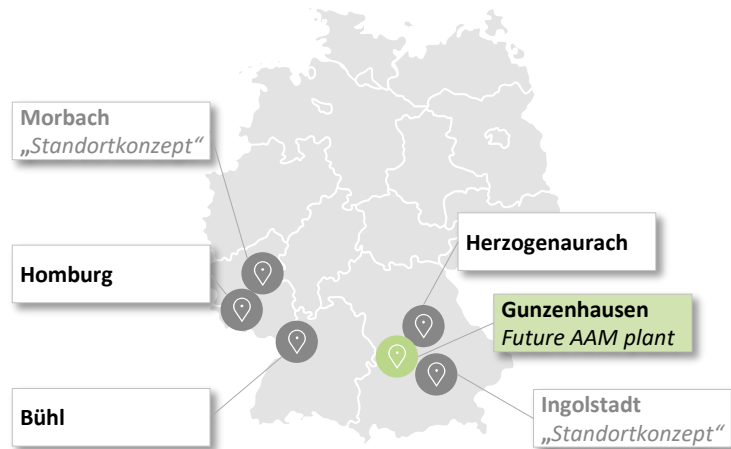 Morbach
„Standortkonzept“
Homburg
Bühl
Herzogenaurach
Gunzenhausen
Future AAM plant
Ingolstadt
„Standortkonzept“